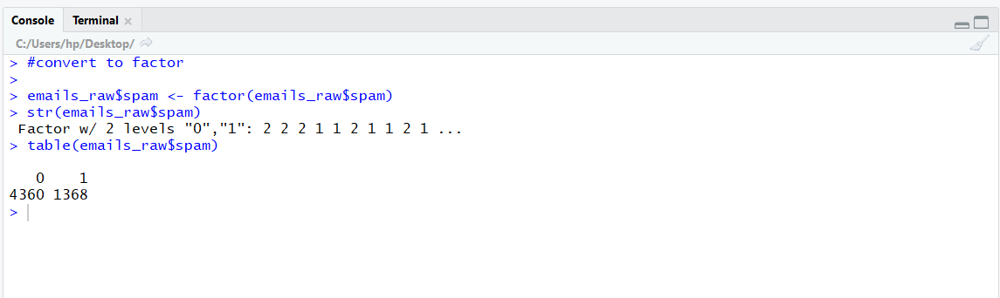 Console Terminal
C:/Users/hp/Desktop/
> #convert to factor
>
> emails_raw$spam <- factor(emails_raw$spam)
> str(emails_raw$spam)
 Factor w/ 2 levels "0","1": 2 2 2 1 1 2 1 1 2 1 ...
> table(emails_raw$spam)
   0    1
4360 1368
>